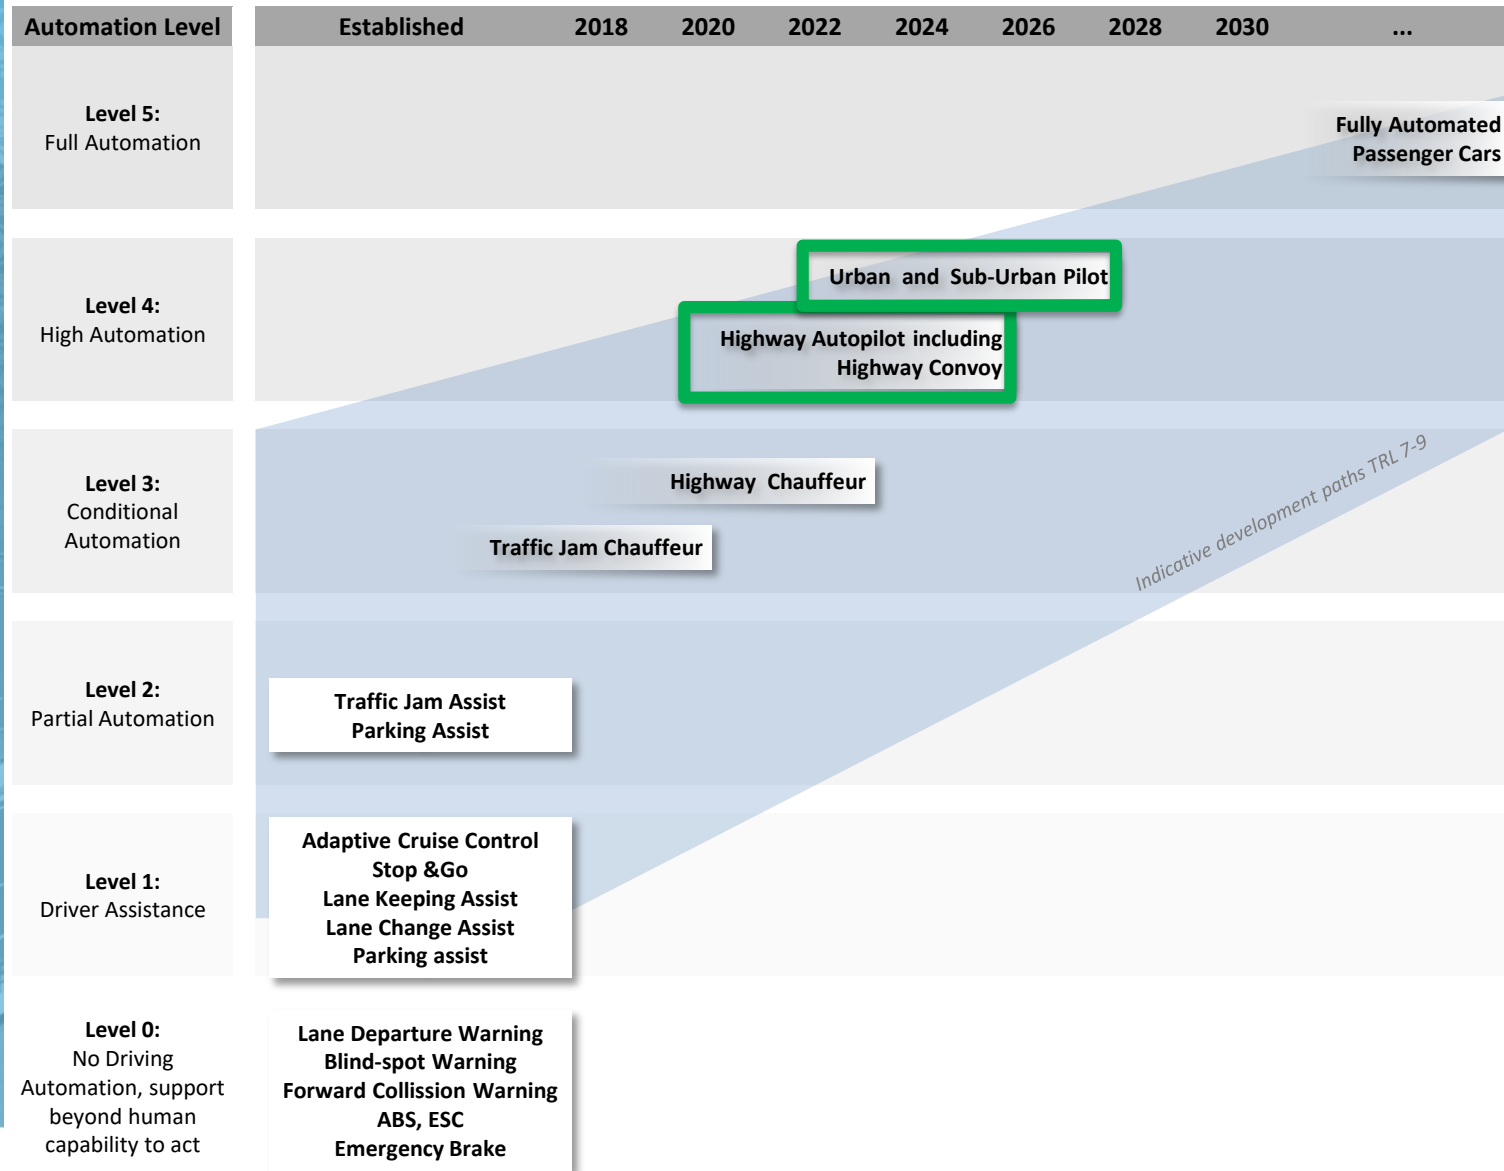 Automation Level
Established 2018 2020 2022 2024 2026 2028 2030 ...
Level 5:
Full Automation
Fully Automated
Passenger Cars
Level 4:
High Automation
Urban and Sub-Urban Pilot
Highway Autopilot including
Highway Convoy
Level 3:
Conditional
Automation
Highway Chauffeur
Traffic Jam Chauffeur
Indicative development paths TRL 7-9
Level 2:
Partial Automation
Traffic Jam Assist
Parking Assist
Level 1:
Driver Assistance
Adaptive Cruise Control
Stop &Go
Lane Keeping Assist
Lane Change Assist
Parking assist
Level 0:
No Driving
Automation, support
beyond human
capability to act
Lane Departure Warning
Blind-spot Warning
Forward Collission Warning
ABS, ESC
Emergency Brake